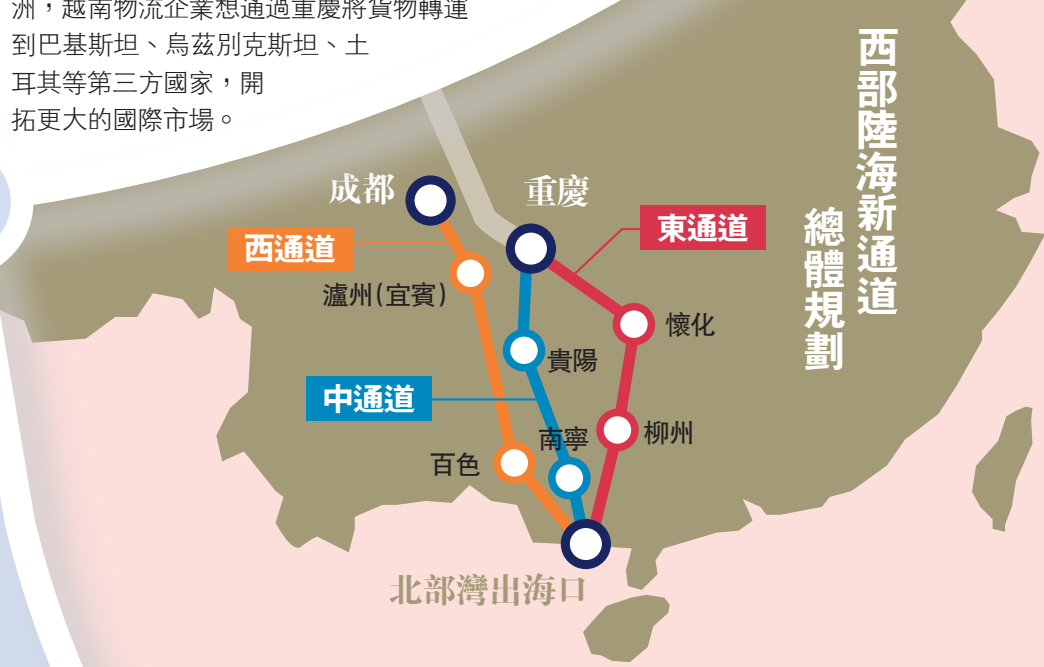 洲，越南物流企業想通過重慶將貨物轉運
到巴基斯坦、烏茲別克斯坦、土
耳其等第三方國家，開
拓更大的國際市場。
西部陸海新通道
總體規劃
成都
重慶
西通道
東通道
瀘州(宜賓)
懷化
貴陽
中通道
南寧
柳州
百色
北部灣出海口